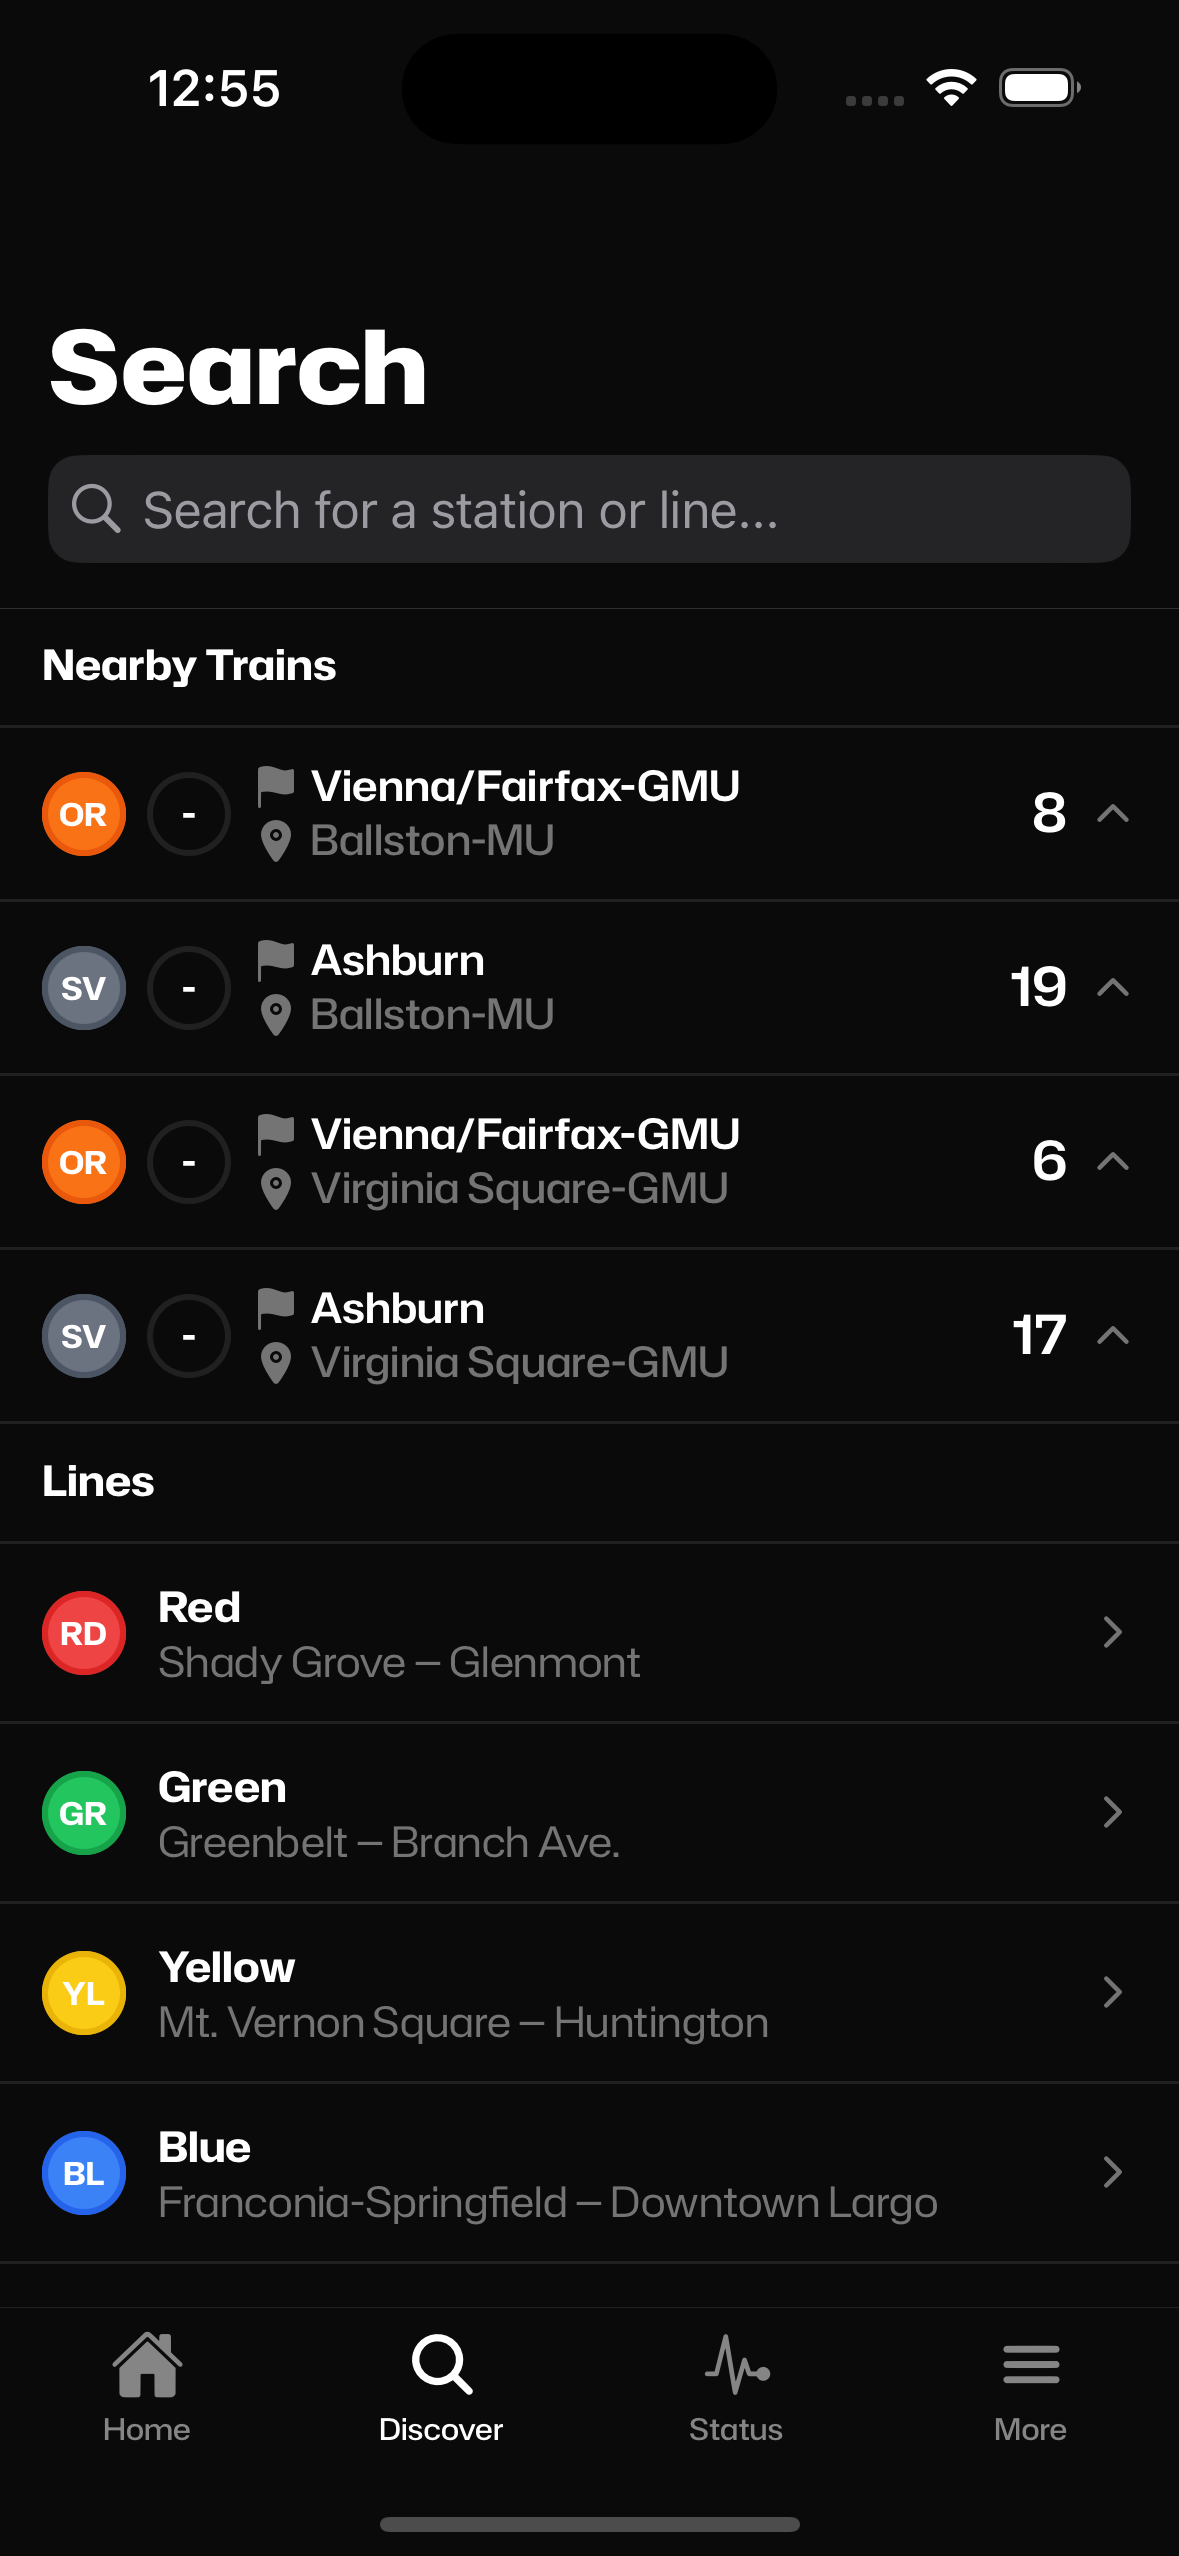 12:55
Search
Search for a station or line...
Nearby Trains
OR - Vienna/Fairfax-GMU 8
Ballston-MU
SV - Ashburn 19
Ballston-MU
OR - Vienna/Fairfax-GMU 6
Virginia Square-GMU
SV - Ashburn 17
Virginia Square-GMU
Lines
RD Red
Shady Grove – Glenmont
GR Green
Greenbelt – Branch Ave.
YL Yellow
Mt. Vernon Square – Huntington
BL Blue
Franconia-Springfield – Downtown Largo
Home Discover Status More